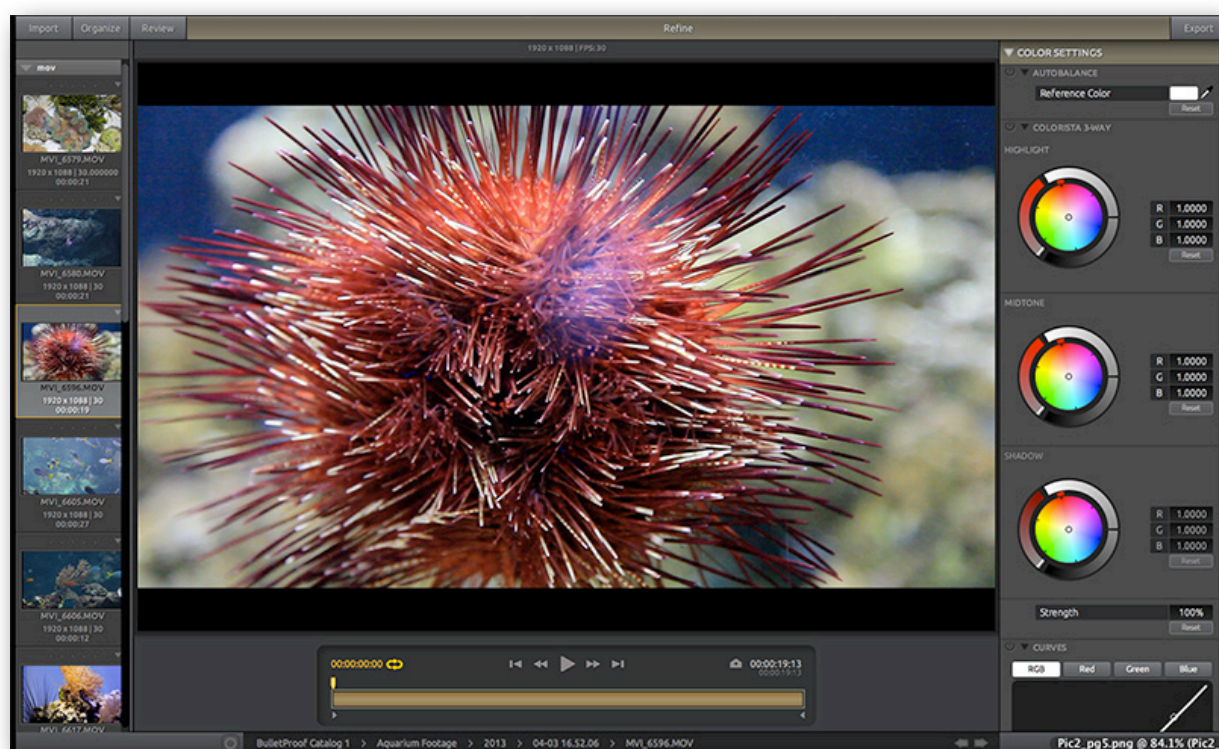 Import Organize Review Refine Export
1920 x 1088 | FPS:30
mov
MVI_6579.MOV
1920 x 1088 | 30.000000
00:00:21
MVI_6580.MOV
1920 x 1088 | 30
00:00:21
MVI_6596.MOV
1920 x 1088 | 30
00:00:19
MVI_6605.MOV
1920 x 1088 | 30
00:00:27
MVI_6606.MOV
1920 x 1088 | 30
00:00:12
MVI_6617.MOV
00:00:00:00
00:00:19:13
00:00:19:13
COLOR SETTINGS
AUTOBALANCE
Reference Color
Reset
COLORISTA 3-WAY
HIGHLIGHT
R 1.0000
G 1.0000
B 1.0000
Reset
MIDTONE
R 1.0000
G 1.0000
B 1.0000
Reset
SHADOW
R 1.0000
G 1.0000
B 1.0000
Reset
Strength 100%
Reset
CURVES
RGB Red Green Blue
BulletProof Catalog 1 > Aquarium Footage > 2013 > 04-03 16.52.06 > MVI_6596.MOV
Pic2_pg5.png @ 84.1% (Pic2